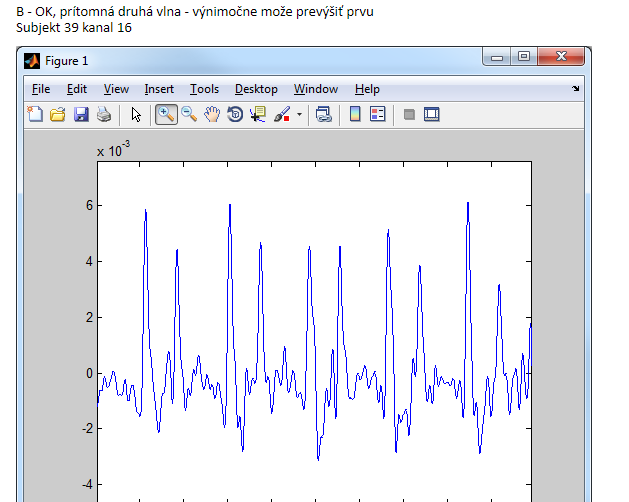 B - OK, prítomná druhá vlna - výnimočne može prevýšiť prvu
Subjekt 39 kanal 16
Figure 1
File Edit View Insert Tools Desktop Window Help
x 10^-3
6
4
2
0
-2
-4